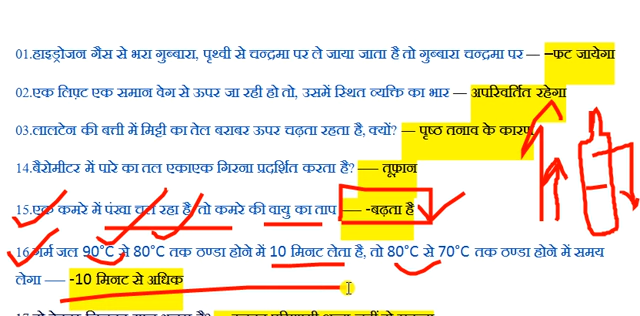 01.हाइड्रोजन गैस से भरा गुब्बारा, पृथ्वी से चन्द्रमा पर ले जाया जाता है तो गुब्बारा चन्द्रमा पर — –फट जायेगा
02.एक लिफ़्ट एक समान वेग से ऊपर जा रही हो तो, उसमें स्थित व्यक्ति का भार — अपरिवर्तित रहेगा
03.लालटेन की बत्ती में मिट्टी का तेल बराबर ऊपर चढ़ता रहता है, क्यों? — पृष्ठ तनाव के कारण
14.बैरोमीटर में पारे का तल एकाएक गिरना प्रदर्शित करता है? — तूफ़ान
15.एक कमरे में पंखा चल रहा है तो कमरे की वायु का ताप — -बढ़ता है
16.गर्म जल 90°C से 80°C तक ठण्डा होने में 10 मिनट लेता है, तो 80°C से 70°C तक ठण्डा होने में समय
लेगा — -10 मिनट से अधिक